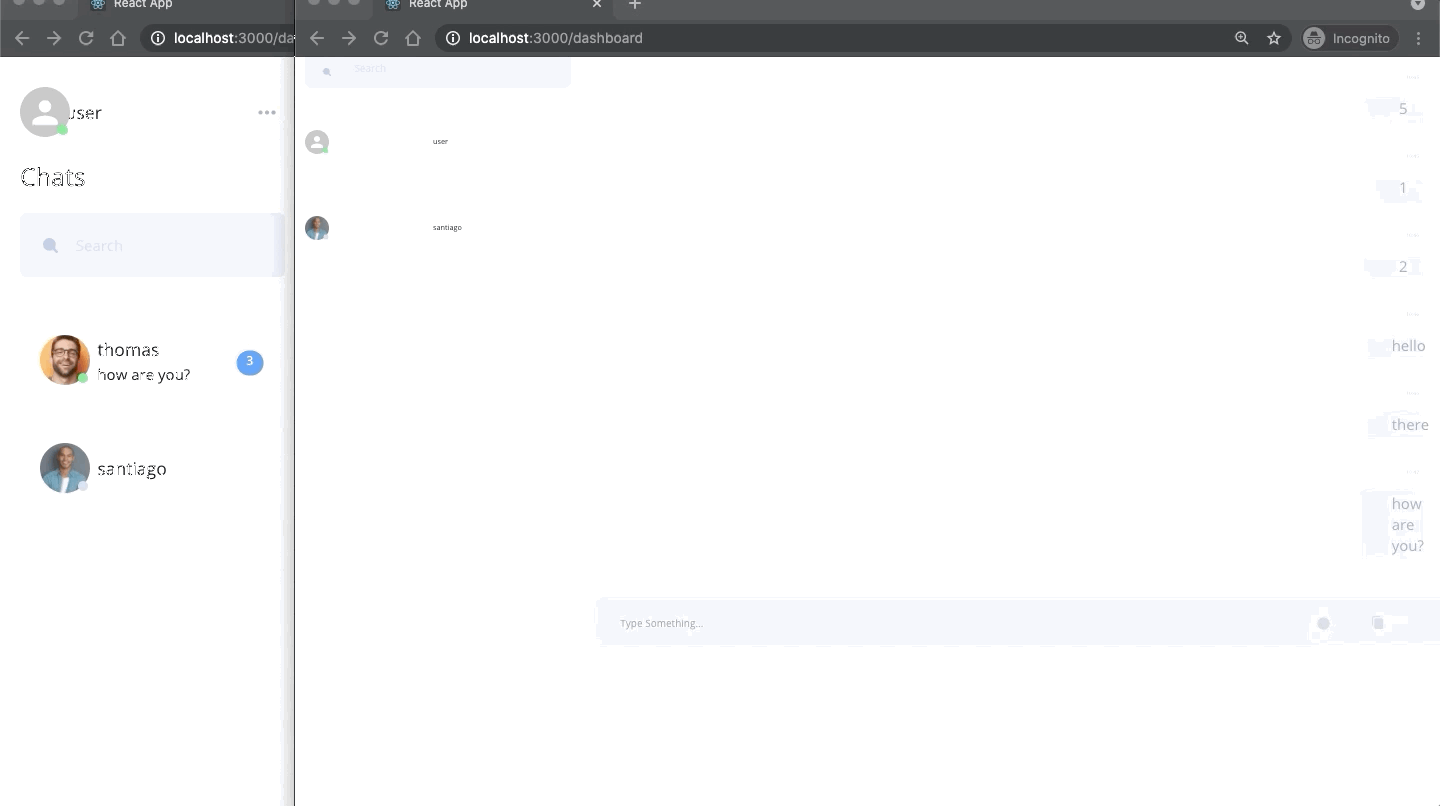 React App
localhost:3000/da
user
Chats
Search
thomas
how are you?
3
santiago
React App
localhost:3000/dashboard
Incognito
Search
user
santiago
5
1
2
hello
there
how
are
you?
Type Something...